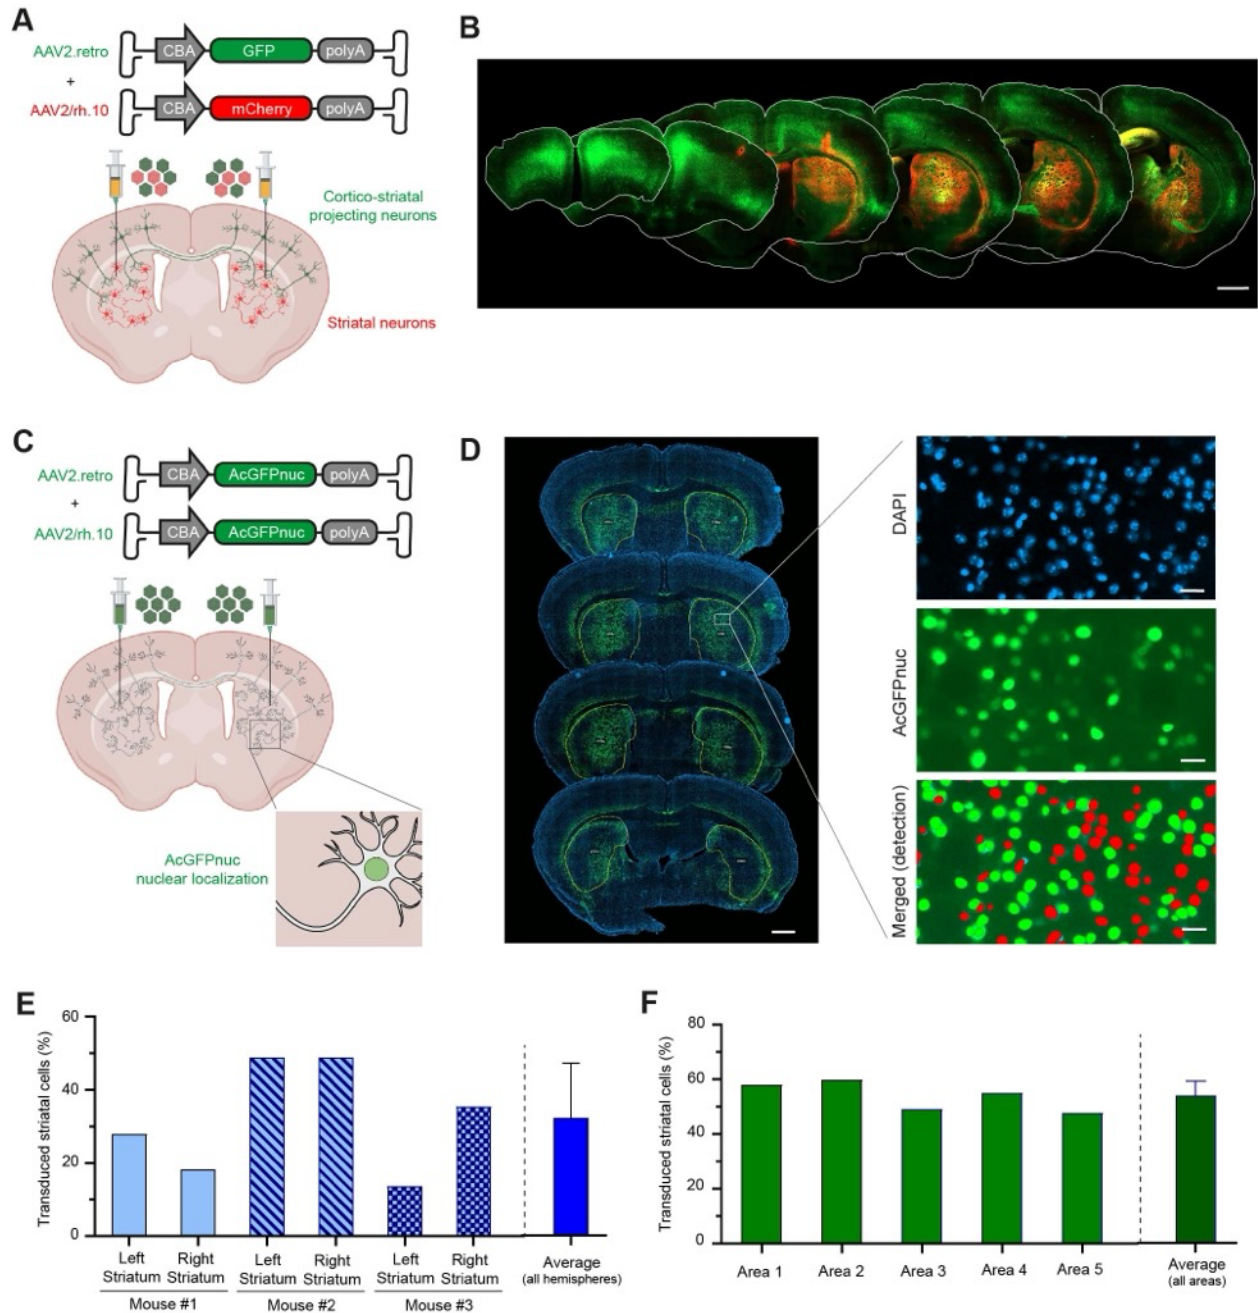 A
AAV2.retro
CBA
GFP
polyA
+
AAV2/rh.10
CBA
mCherry
polyA
Cortico-striatal
projecting neurons
Striatal neurons
B
C
AAV2.retro
CBA
AcGFPnuc
polyA
+
AAV2/rh.10
CBA
AcGFPnuc
polyA
AcGFPnuc
nuclear localization
D
DAPI
AcGFPnuc
Merged (detection)
E
Transduced striatal cells (%)
60
40
20
0
Left
Striatum
Right
Striatum
Left
Striatum
Right
Striatum
Left
Striatum
Right
Striatum
Average
(all hemispheres)
Mouse #1
Mouse #2
Mouse #3
F
Transduced striatal cells (%)
80
60
40
20
0
Area 1
Area 2
Area 3
Area 4
Area 5
Average
(all areas)